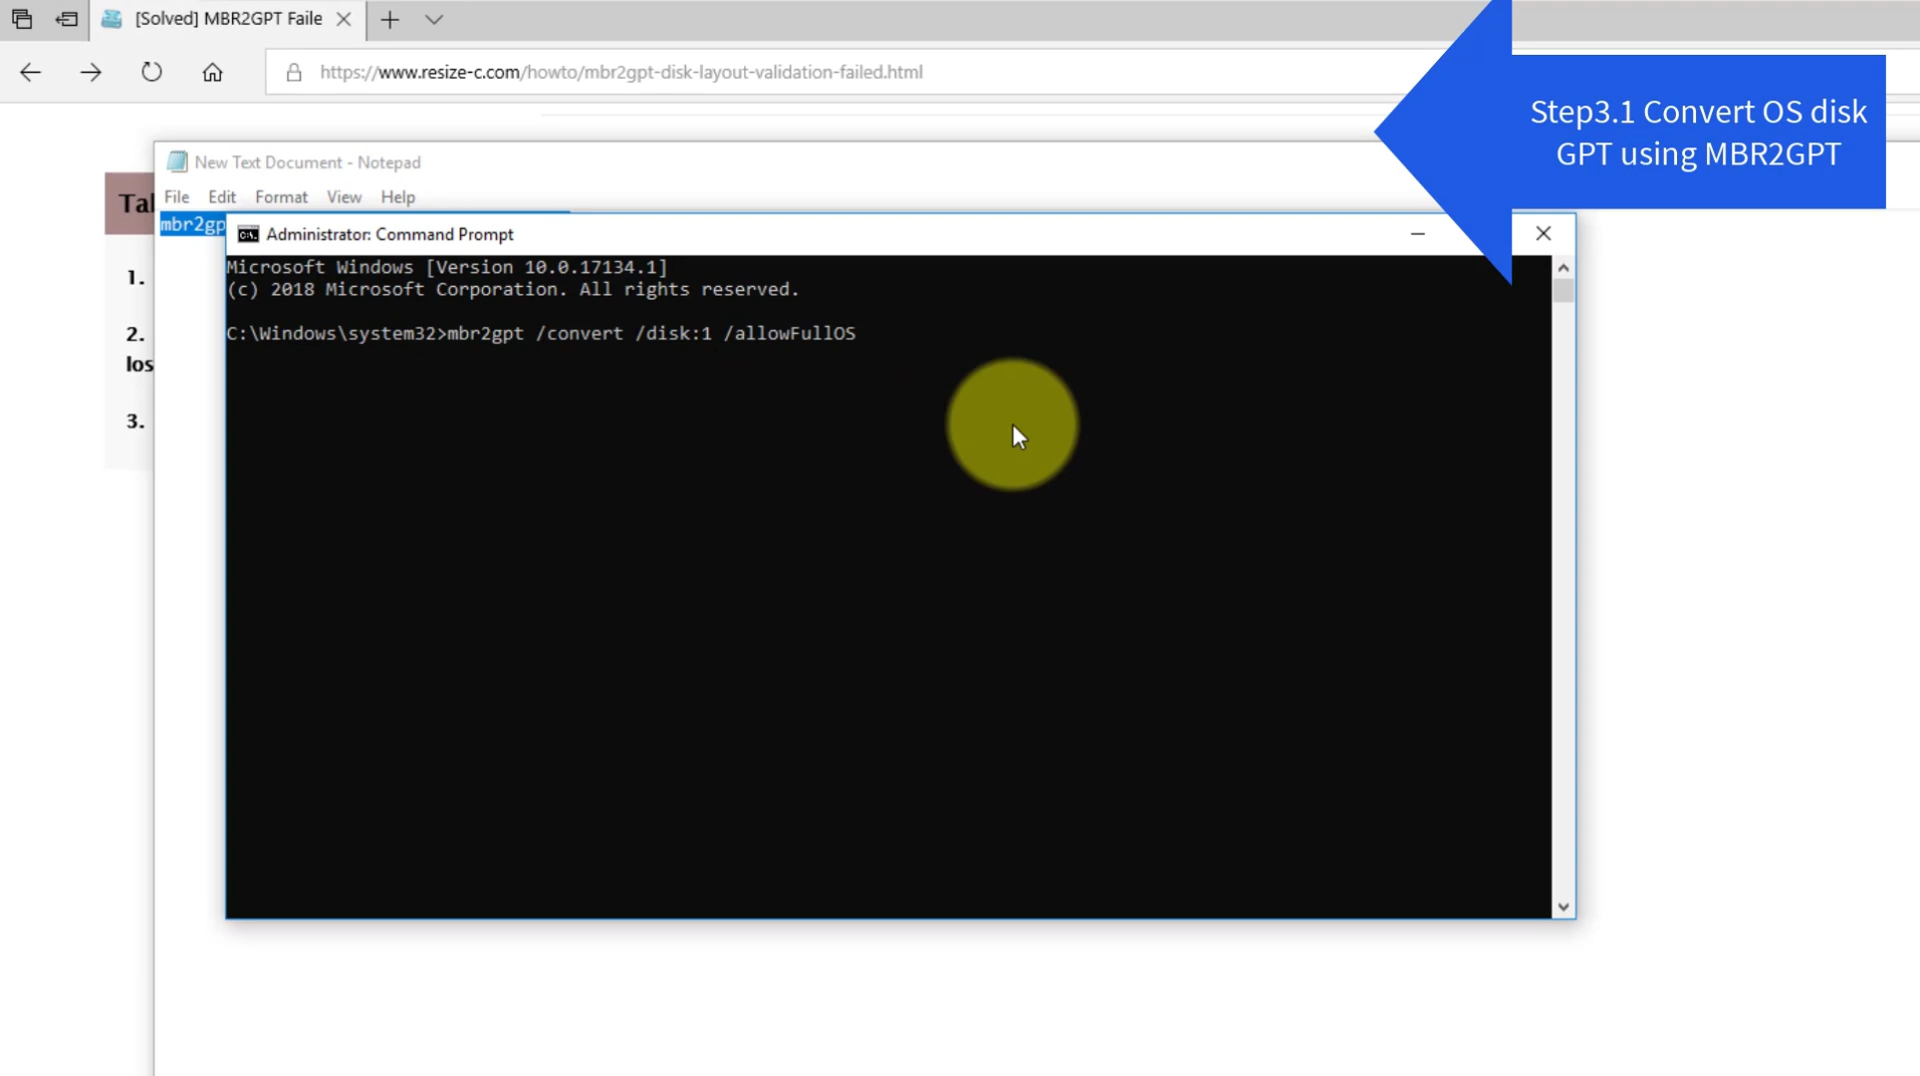 [Solved] MBR2GPT Faile
https://www.resize-c.com/howto/mbr2gpt-disk-layout-validation-failed.html
Step3.1 Convert OS disk
GPT using MBR2GPT
New Text Document - Notepad
File Edit Format View Help
Tal
mbr2gp
Administrator: Command Prompt
Microsoft Windows [Version 10.0.17134.1]
(c) 2018 Microsoft Corporation. All rights reserved.
C:\Windows\system32>mbr2gpt /convert /disk:1 /allowFullOS
1.
2.
los
3.